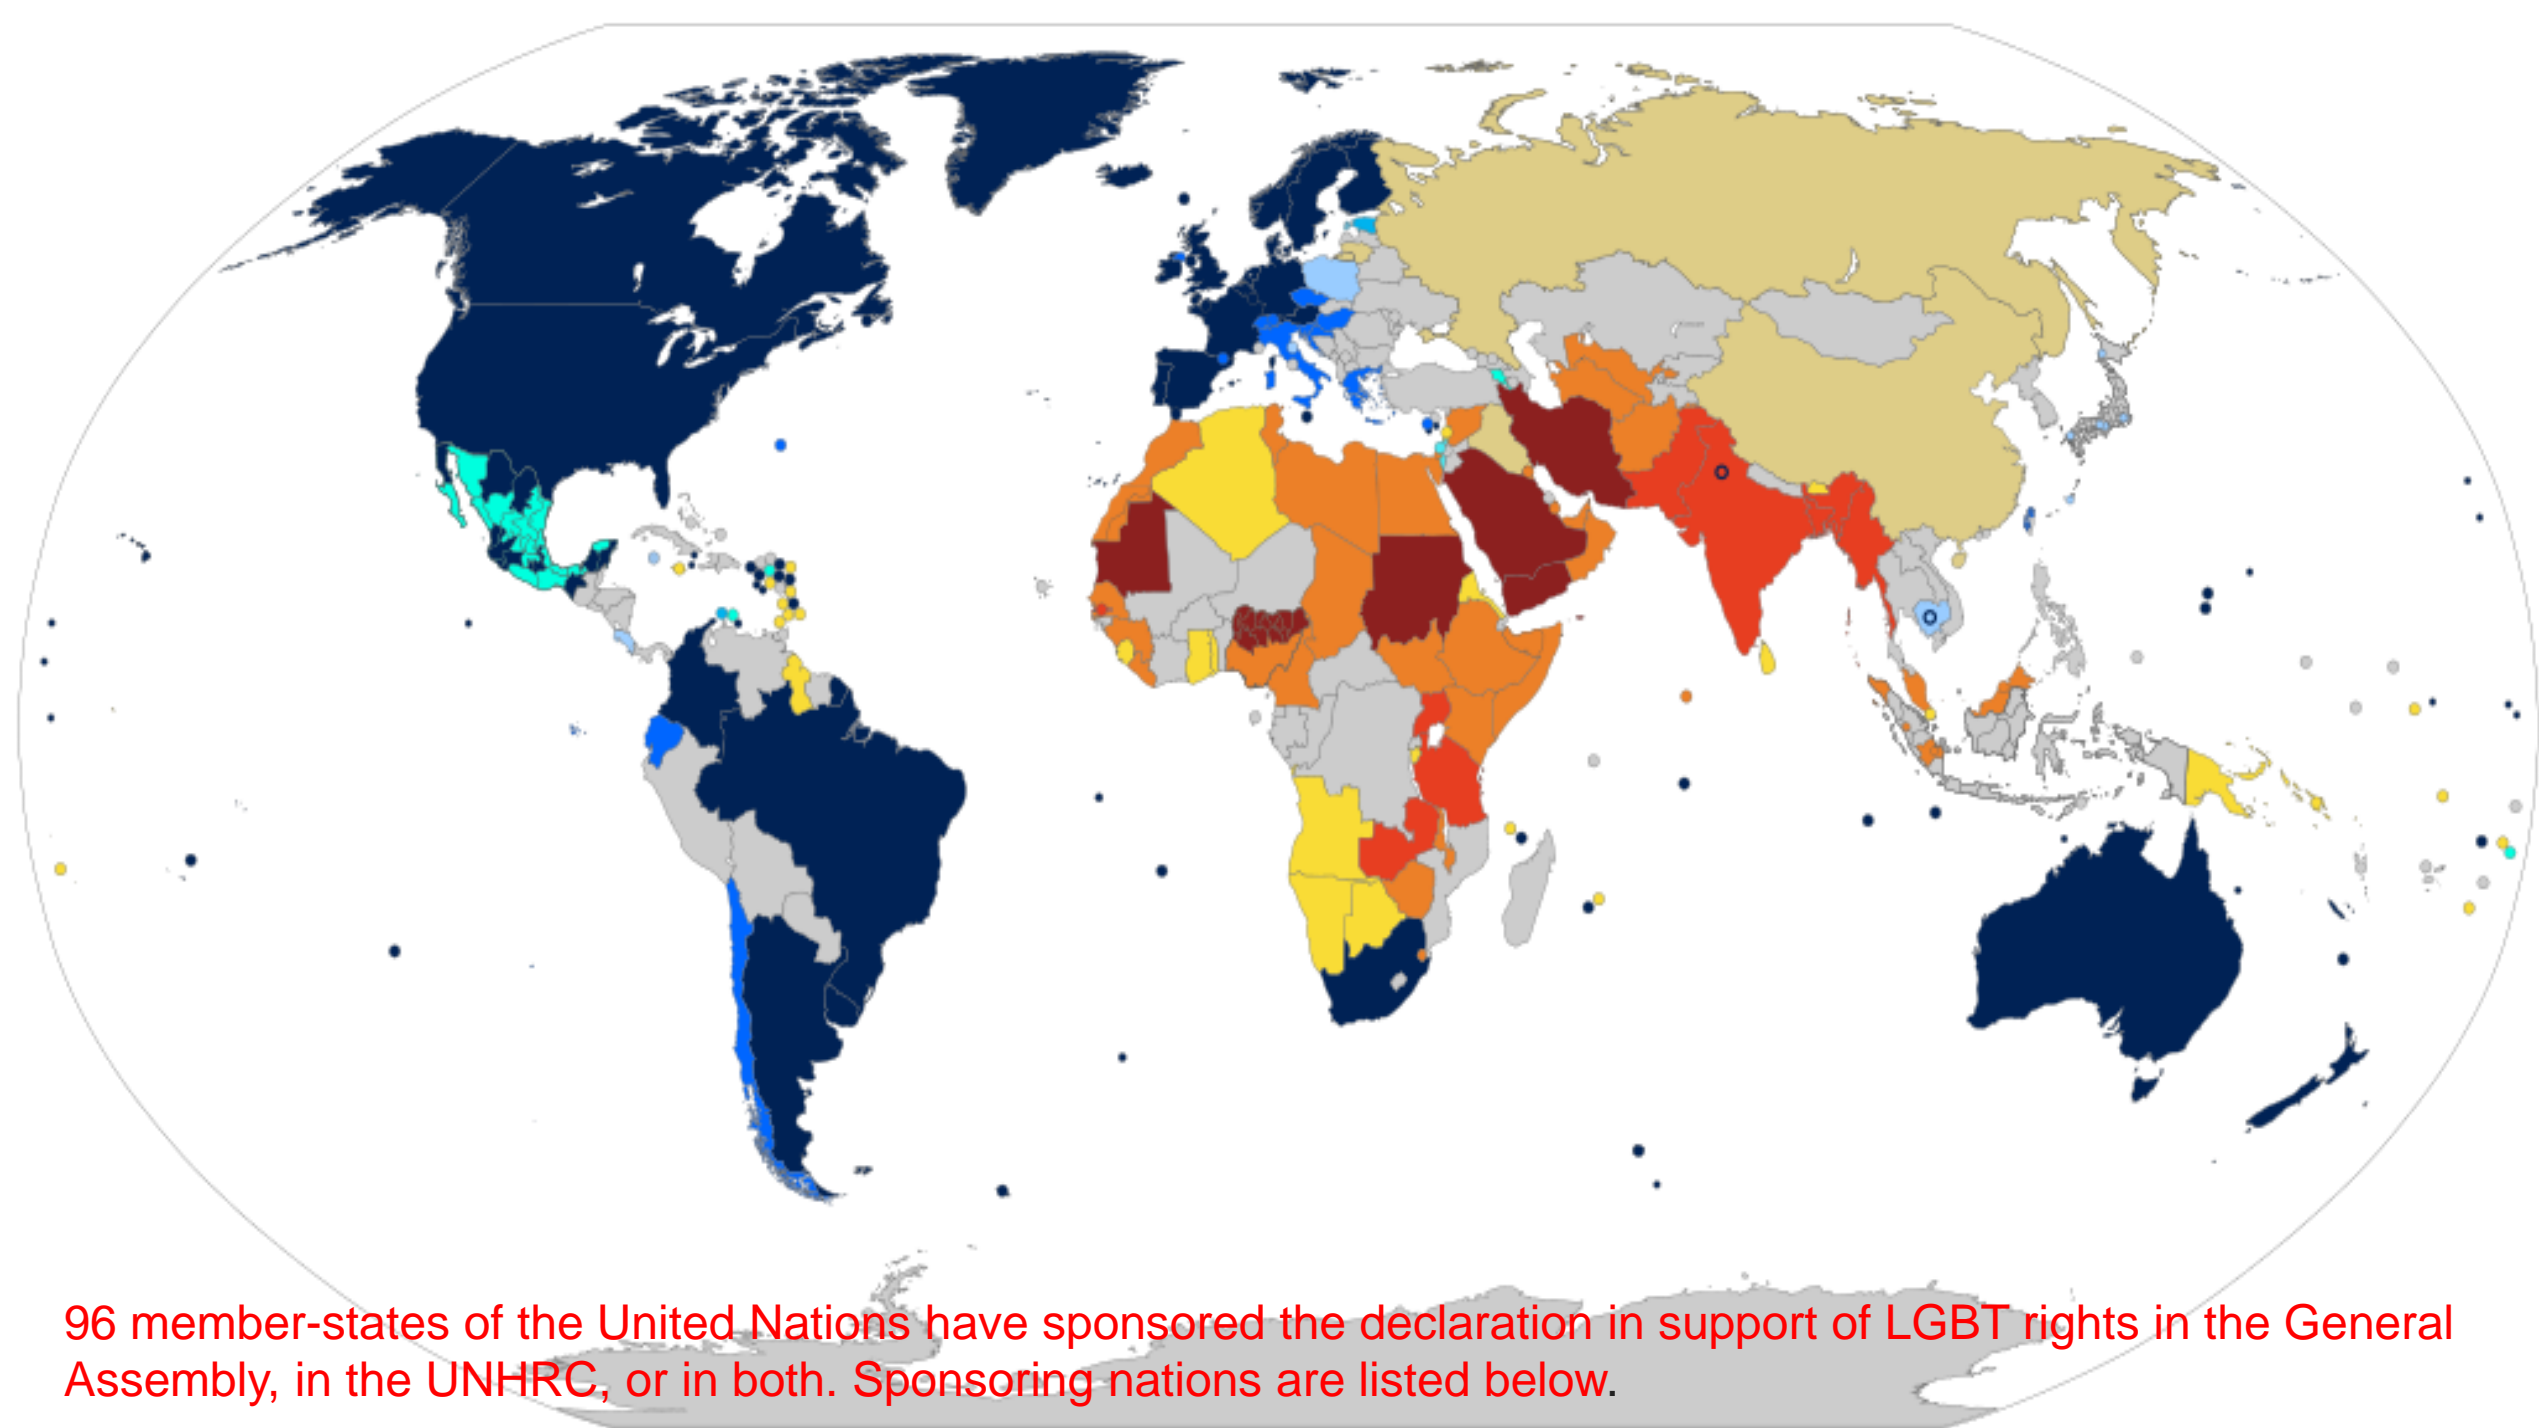 96 member-states of the United Nations have sponsored the declaration in support of LGBT rights in the General
Assembly, in the UNHRC, or in both. Sponsoring nations are listed below.